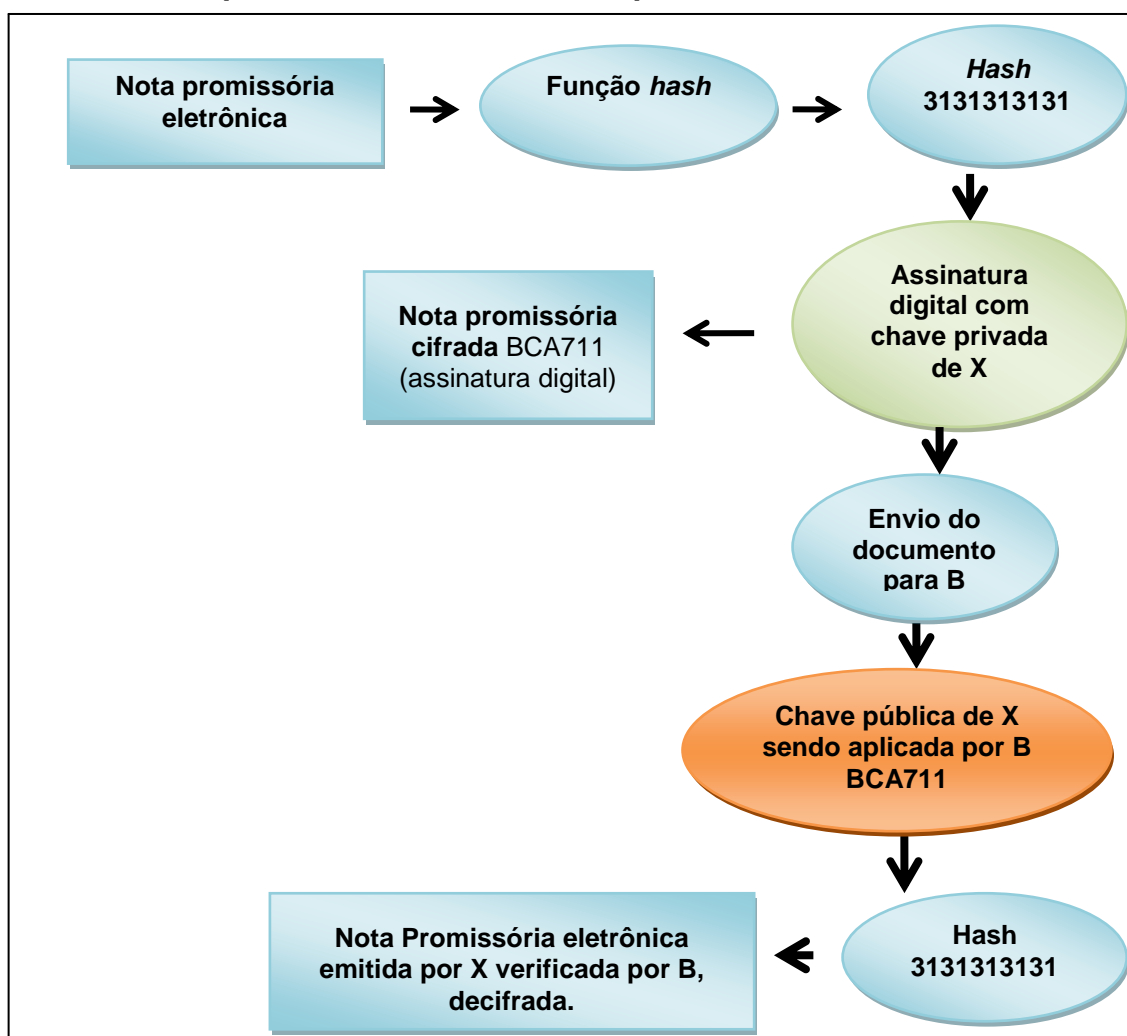 Nota promissória
eletrônica
Função hash
Hash
3131313131
Assinatura
digital com
chave privada
de X
Nota promissória
cifrada BCA711
(assinatura digital)
Envio do
documento
para B
Chave pública de X
sendo aplicada por B
BCA711
Hash
3131313131
Nota Promissória eletrônica
emitida por X verificada por B,
decifrada.